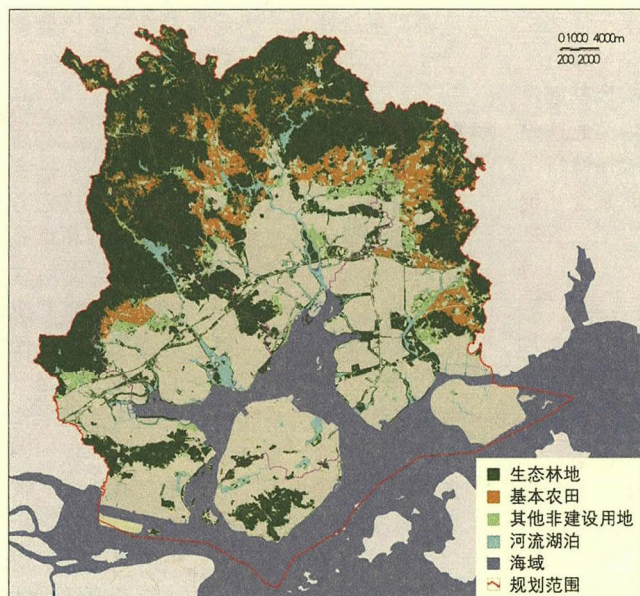 0 1000 4000m
200 2000
生态林地
基本农田
其他非建设用地
河流湖泊
海域
规划范围